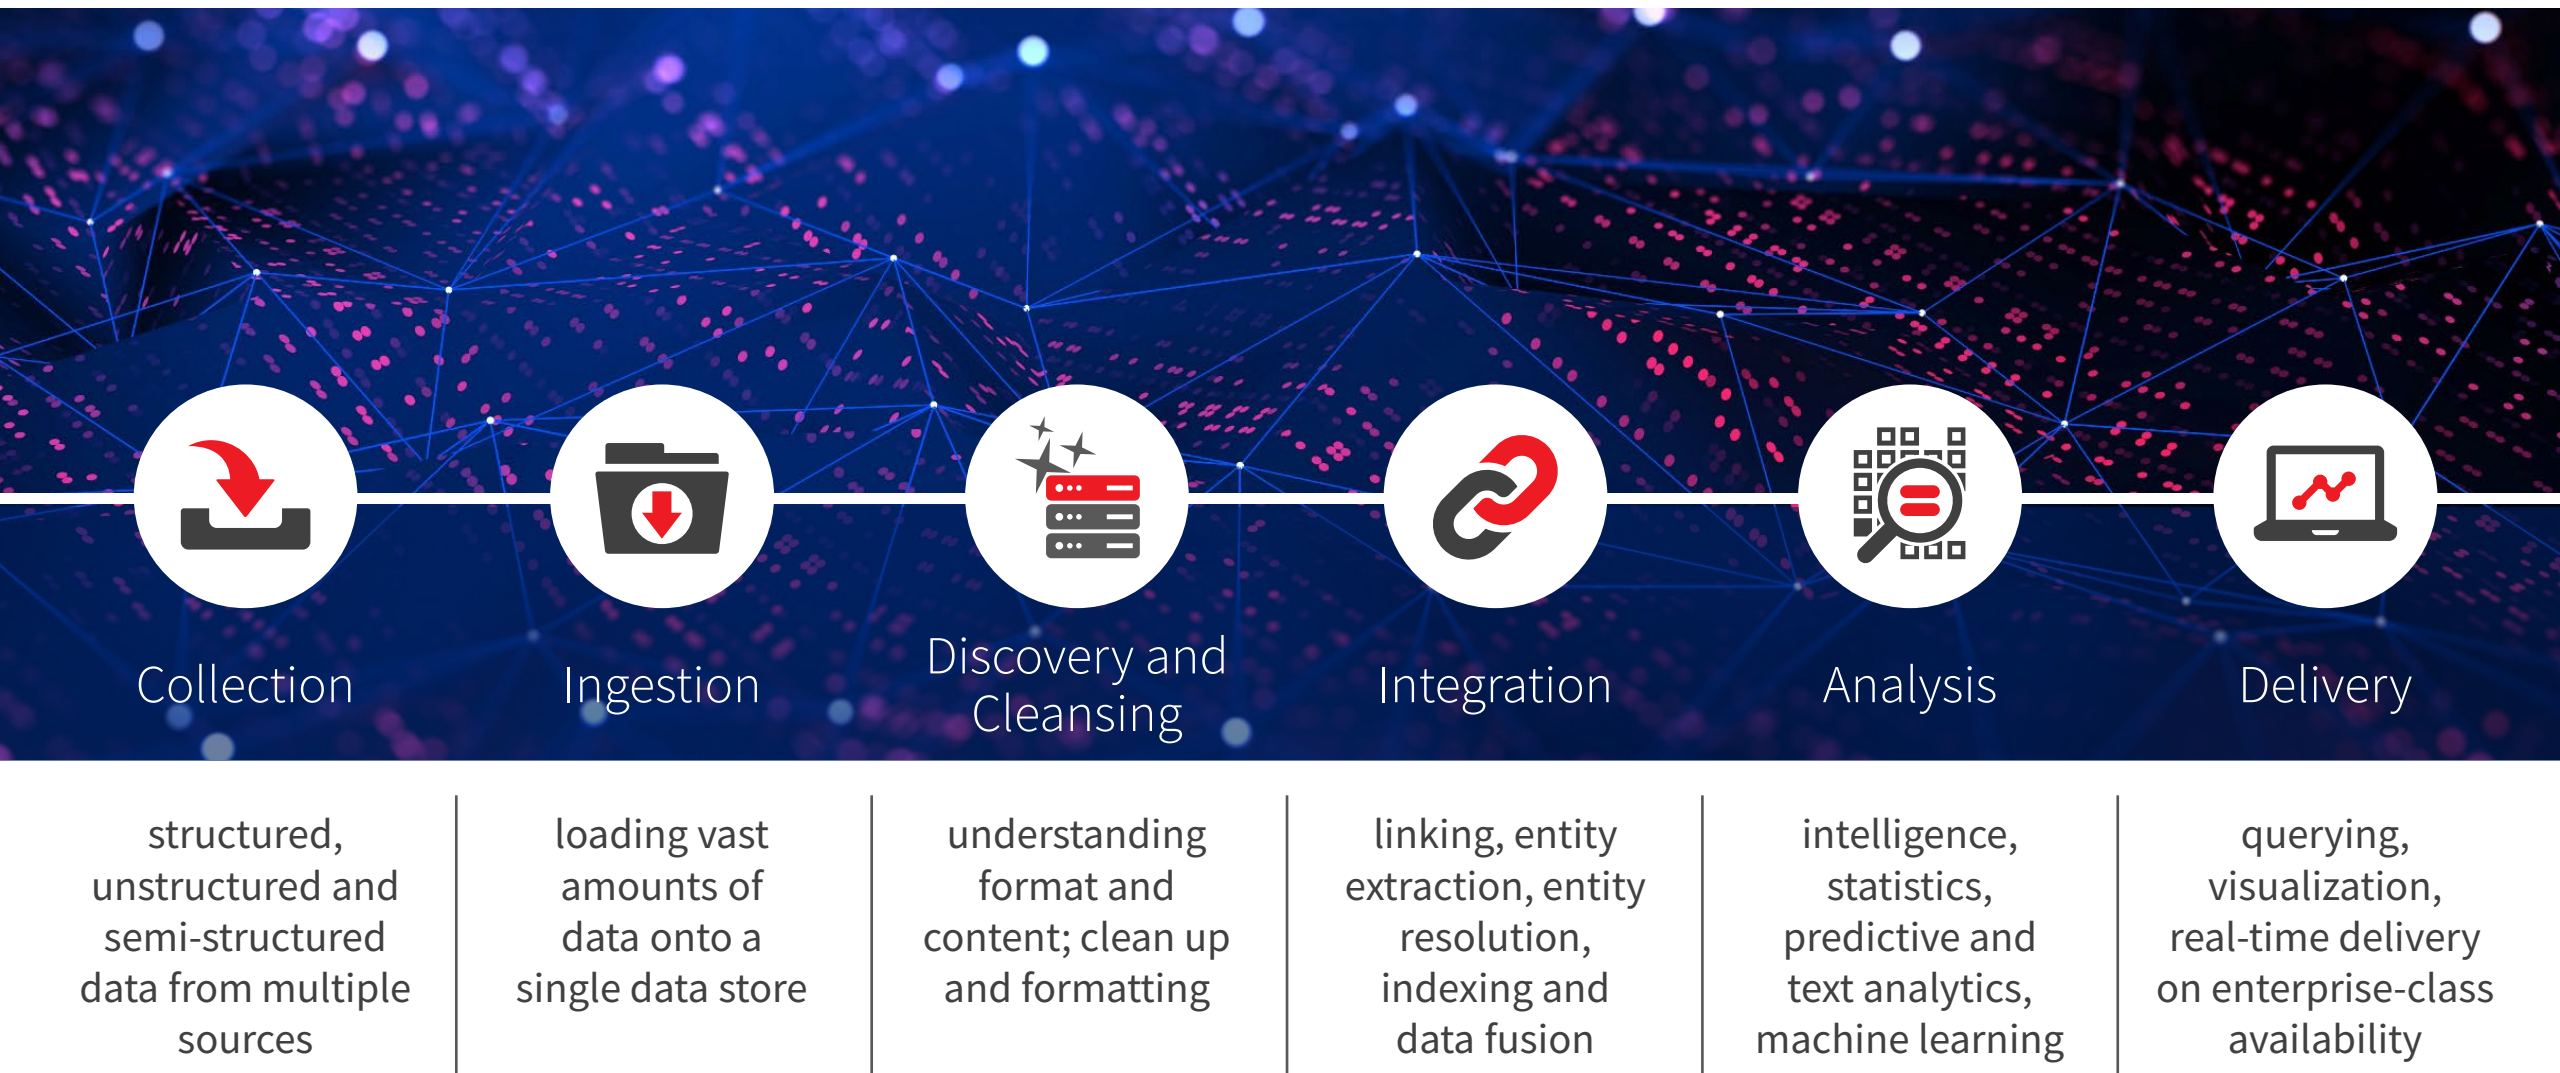 Collection
Ingestion
Discovery and
Cleansing
Integration
Analysis
Delivery
structured,
unstructured and
semi-structured
data from multiple
sources
loading vast
amounts of
data onto a
single data store
understanding
format and
content; clean up
and formatting
linking, entity
extraction, entity
resolution,
indexing and
data fusion
intelligence,
statistics,
predictive and
text analytics,
machine learning
querying,
visualization,
real-time delivery
on enterprise-class
availability